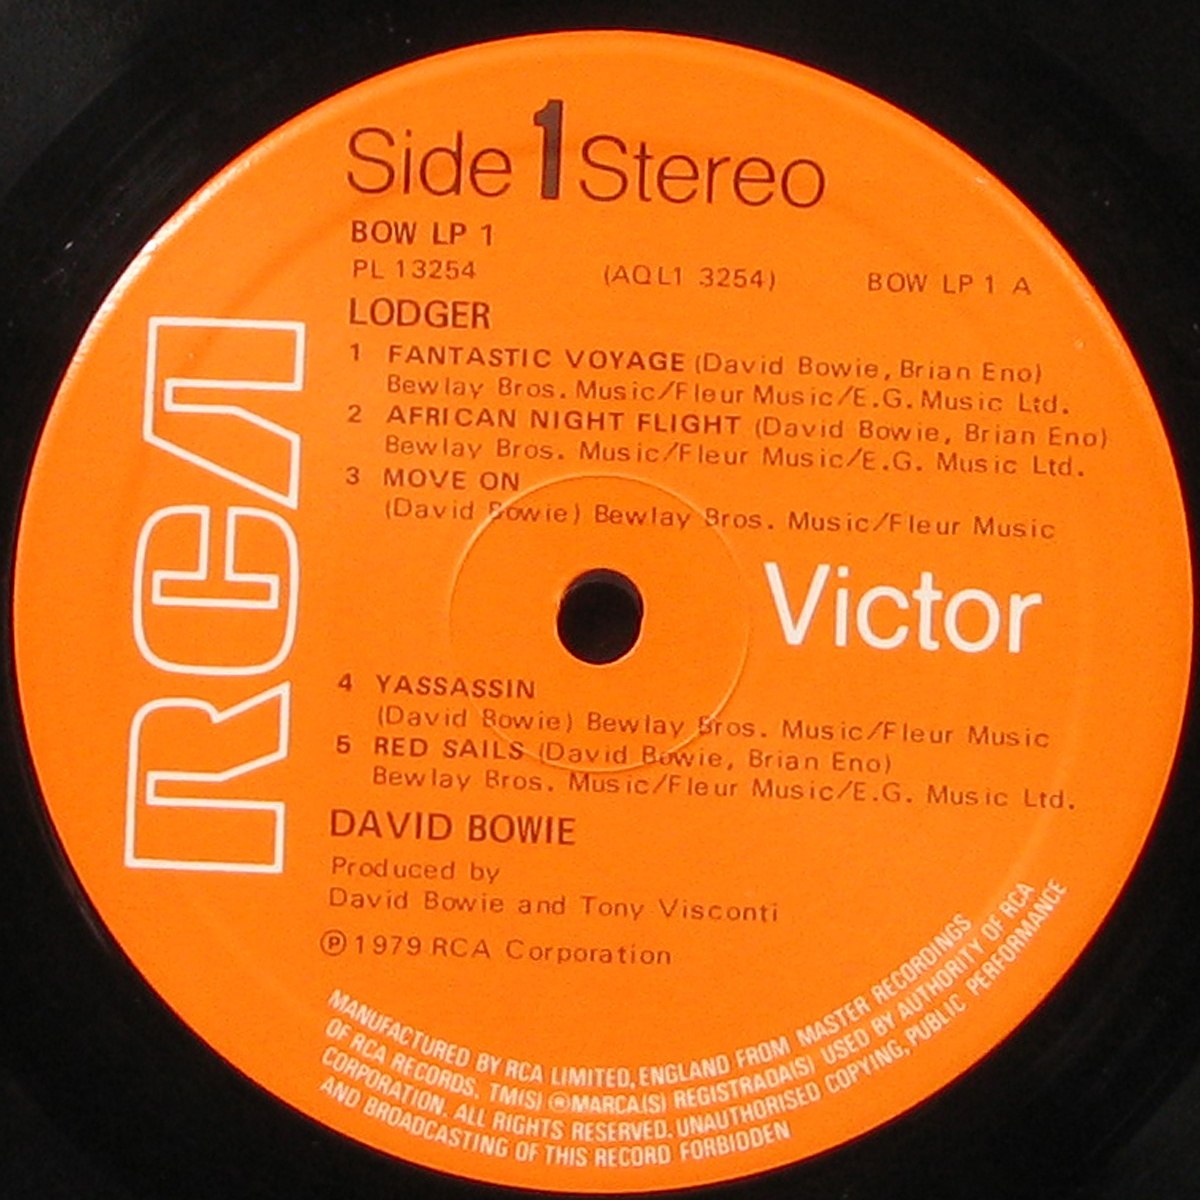 Side 1 Stereo
BOW LP 1
PL 13254 (AQL1 3254) BOW LP 1 A
LODGER
1 FANTASTIC VOYAGE (David Bowie, Brian Eno)
Bewlay Bros. Music/Fleur Music/E.G. Music Ltd.
2 AFRICAN NIGHT FLIGHT (David Bowie, Brian Eno)
Bewlay Bros. Music/Fleur Music/E.G. Music Ltd.
3 MOVE ON
(David Bowie) Bewlay Bros. Music/Fleur Music
RCA
Victor
4 YASSASSIN
(David Bowie) Bewlay Bros. Music/Fleur Music
5 RED SAILS (David Bowie, Brian Eno)
Bewlay Bros. Music/Fleur Music/E.G. Music Ltd.
DAVID BOWIE
Produced by
David Bowie and Tony Visconti
Ⓟ 1979 RCA Corporation
MANUFACTURED BY RCA LIMITED, ENGLAND FROM MASTER RECORDINGS
OF RCA RECORDS. TM(S) ® MARCA(S) REGISTRADA(S) USED BY AUTHORITY OF RCA
CORPORATION. ALL RIGHTS RESERVED. UNAUTHORISED COPYING, PUBLIC PERFORMANCE
AND BROADCASTING OF THIS RECORD FORBIDDEN